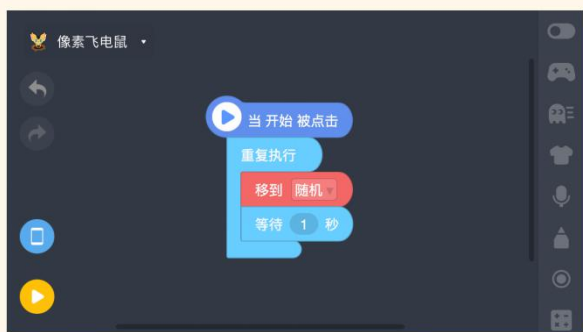 像素飞电鼠
当 开始 被点击
重复执行
移到 随机
等待 1 秒